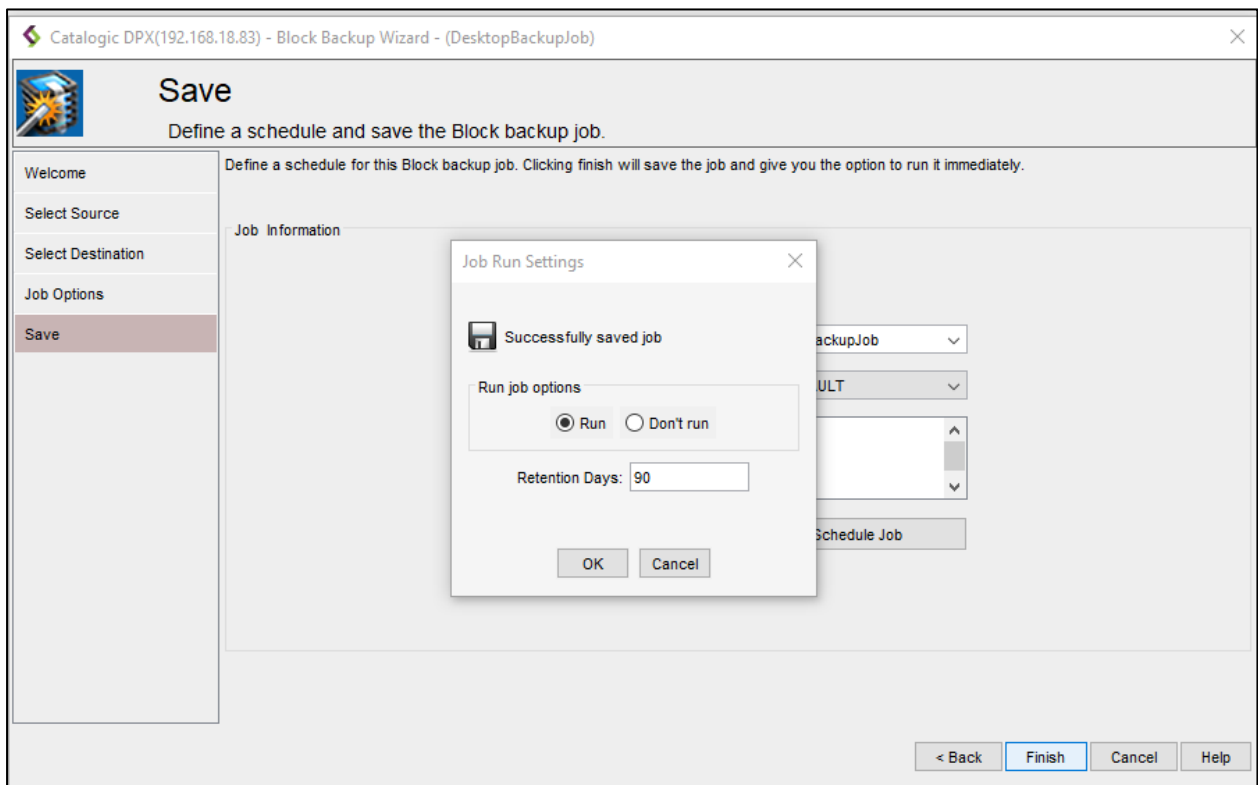 Catalogic DPX(192.168.18.83) - Block Backup Wizard - (DesktopBackupJob)
Save
Define a schedule and save the Block backup job.
Welcome
Select Source
Select Destination
Job Options
Save
Define a schedule for this Block backup job. Clicking finish will save the job and give you the option to run it immediately.
Job Information
Job Run Settings
Successfully saved job
Run job options
Run Don't run
Retention Days: 90
OK Cancel
ackupJob
ULT
Schedule Job
< Back Finish Cancel Help